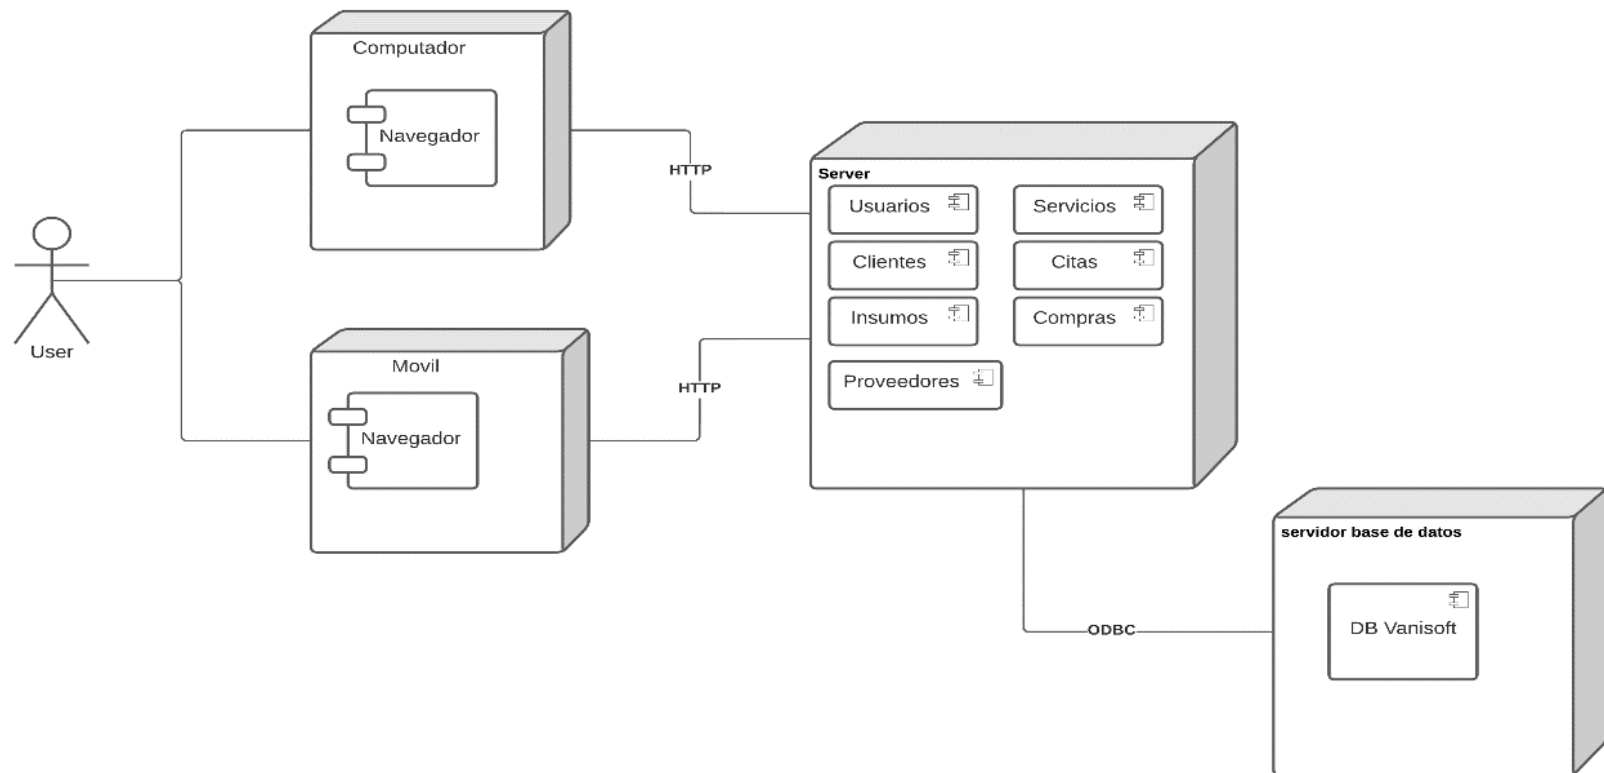 Computador
Navegador
HTTP
User
Movil
Navegador
HTTP
Server
Usuarios
Servicios
Clientes
Citas
Insumos
Compras
Proveedores
ODBC
servidor base de datos
DB Vanisoft